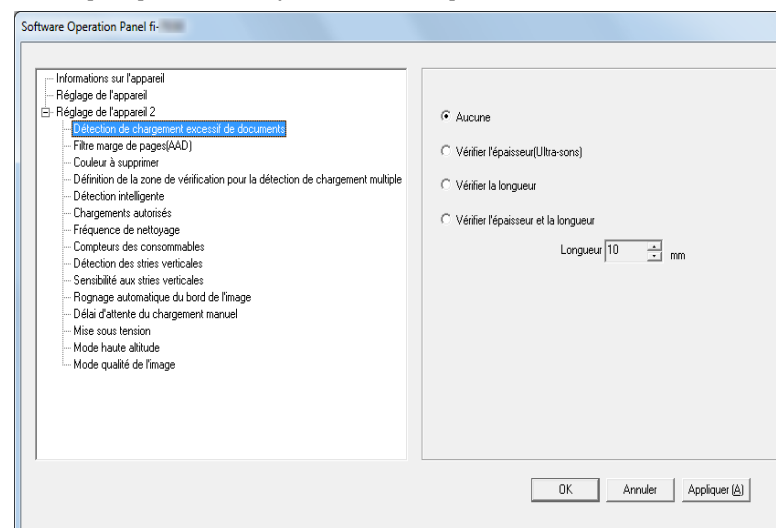 Software Operation Panel fi-
Informations sur l'appareil
Réglage de l'appareil
Réglage de l'appareil 2
Détection de chargement excessif de documents
Filtre marge de pages(AAD)
Couleur à supprimer
Définition de la zone de vérification pour la détection de chargement multiple
Détection intelligente
Chargements autorisés
Fréquence de nettoyage
Compteurs des consommables
Détection des stries verticales
Sensibilité aux stries verticales
Rognage automatique du bord de l'image
Délai d'attente du chargement manuel
Mise sous tension
Mode haute altitude
Mode qualité de l'image
Aucune
Vérifier l'épaisseur(Ultra-sons)
Vérifier la longueur
Vérifier l'épaisseur et la longueur
Longueur 10 mm
OK Annuler Appliquer (A)